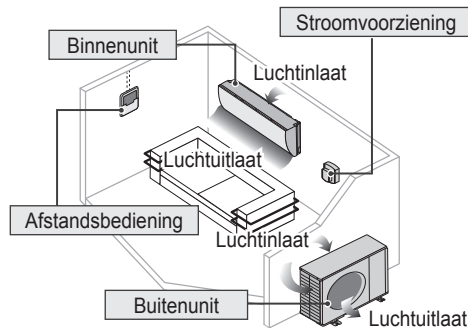 Stroomvoorziening
Binnenunit
Luchtinlaat
Luchtuitlaat
Afstandsbediening
Luchtinlaat
Buitenunit
Luchtuitlaat